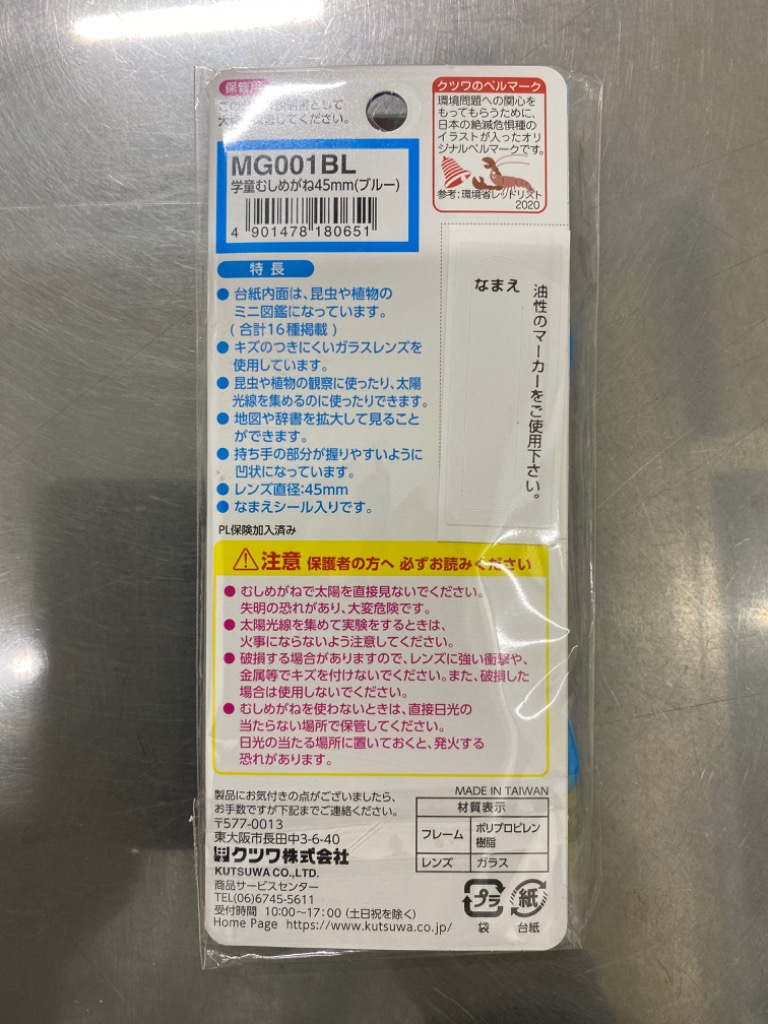 保管用
この
として
大
してください。
MG001BL
学童むしめがね45mm(ブルー)
4 901478 180651
クツワのベルマーク
環境問題への関心を
もってもらうために、
日本の絶滅危惧種の
イラストが入ったオリ
ジナルベルマークです。
参考:環境省レッドリスト
2020
特長
● 台紙内面は、昆虫や植物の
ミニ図鑑になっています。
(合計16種掲載)
● キズのつきにくいガラスレンズを
使用しています。
● 昆虫や植物の観察に使ったり、太陽
光線を集めるのに使ったりできます。
● 地図や辞書を拡大して見ること
ができます。
● 持ち手の部分が握りやすいように
凹状になっています。
● レンズ直径:45mm
● なまえシール入りです。
PL保険加入済み
なまえ
油性のマーカーをご使用下さい。
⚠注意 保護者の方へ 必ずお読みください
● むしめがねで太陽を直接見ないでください。
失明の恐れがあり、大変危険です。
● 太陽光線を集めて実験をするときは、
火事にならないよう注意してください。
● 破損する場合がありますので、レンズに強い衝撃や、
金属等でキズを付けないでください。また、破損した
場合は使用しないでください。
● むしめがねを使わないときは、直接日光の
当たらない場所で保管してください。
日光の当たる場所に置いておくと、発火する
恐れがあります。
製品にお気付きの点がございましたら、
お手数ですが下記までご連絡ください。
〒577-0013
東大阪市長田中3-6-40
クツワ株式会社
KUTSUWA CO.,LTD.
商品サービスセンター
TEL(06)6745-5611
受付時間 10:00〜17:00(土日祝を除く)
Home Page https://www.kutsuwa.co.jp/
MADE IN TAIWAN
材質表示
フレーム ポリプロピレン
樹脂
レンズ ガラス
プラ 紙
袋 台紙